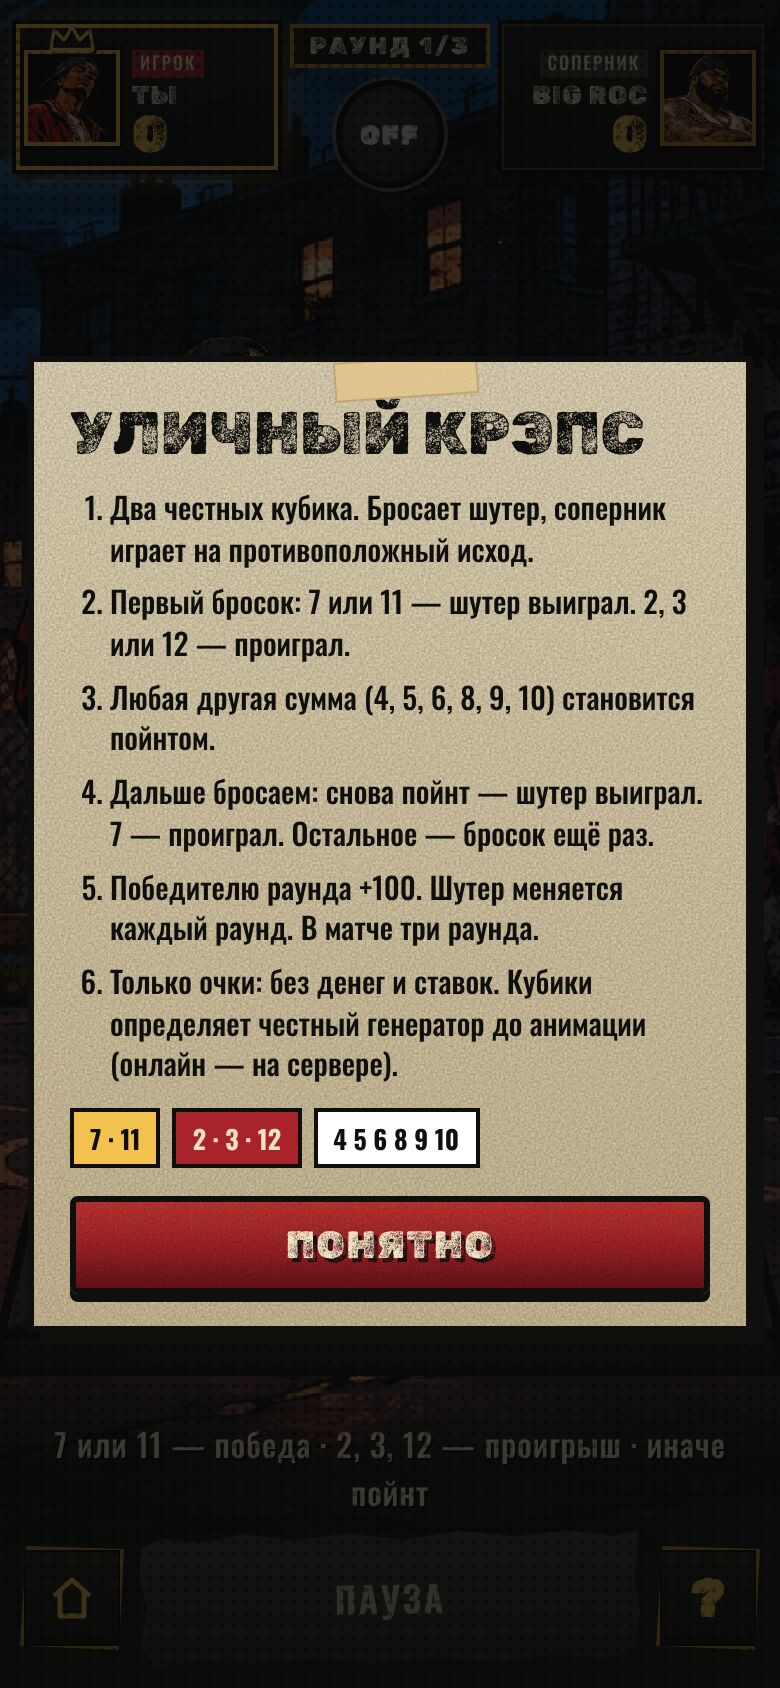 ИГРОК
ТЫ
0
РАУНД 1/3
OFF
СОПЕРНИК
BIG ROC
0
УЛИЧНЫЙ КРЭПС
1. Два честных кубика. Бросает шутер, соперник
играет на противоположный исход.
2. Первый бросок: 7 или 11 — шутер выиграл. 2, 3
или 12 — проиграл.
3. Любая другая сумма (4, 5, 6, 8, 9, 10) становится
пойнтом.
4. Дальше бросаем: снова пойнт — шутер выиграл.
7 — проиграл. Остальное — бросок ещё раз.
5. Победителю раунда +100. Шутер меняется
каждый раунд. В матче три раунда.
6. Только очки: без денег и ставок. Кубики
определяет честный генератор до анимации
(онлайн — на сервере).
7 · 11
2 · 3 · 12
4 5 6 8 9 10
ПОНЯТНО
7 или 11 — победа · 2, 3, 12 — проигрыш · иначе
пойнт
ПАУЗА
?